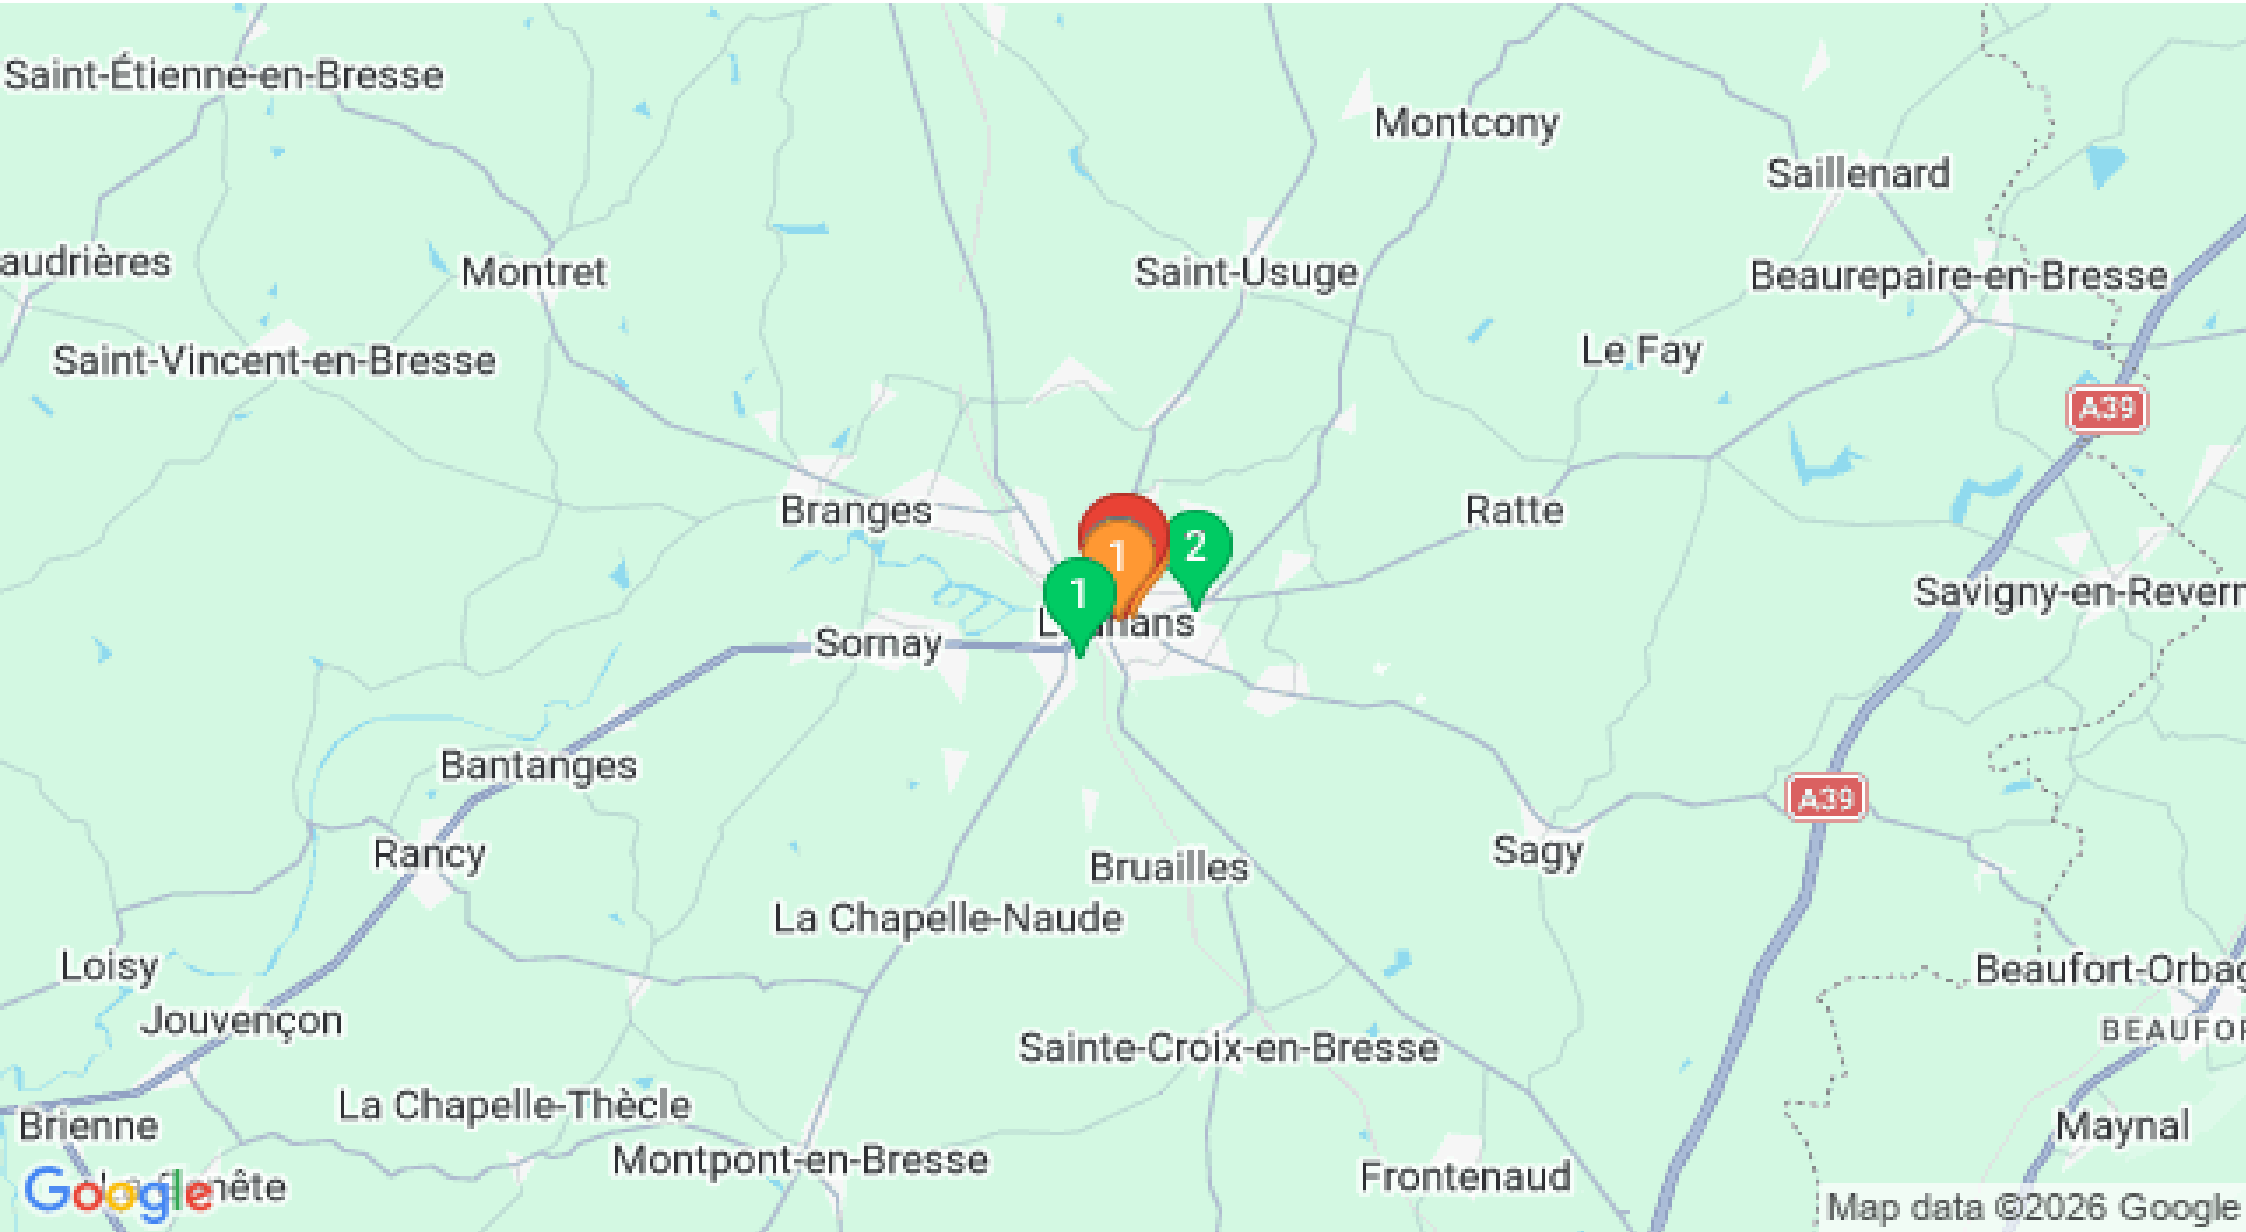 Saint-Étienne-en-Bresse
Montcony
Saillenard
audrières
Montret
Saint-Usuge
Beaurepaire-en-Bresse
Saint-Vincent-en-Bresse
Le Fay
A39
Branges
Ratte
1
2
1
Savigny-en-Rever
Sornay
Bantanges
A39
Rancy
Sagy
Bruailles
La Chapelle-Naude
Loisy
Beaufort-Orbag
Jouvençon
BEAUFOR
Sainte-Croix-en-Bresse
La Chapelle-Thècle
Brienne
Maynal
Montpont-en-Bresse
Frontenaud
Google
Map data ©2026 Google